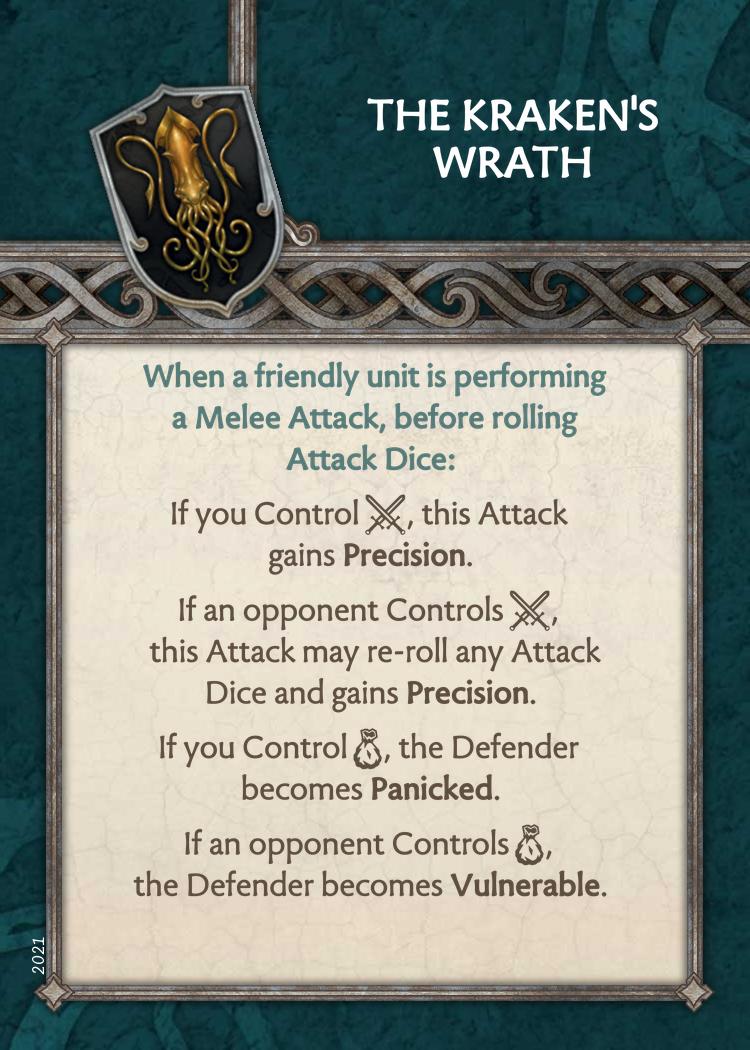 THE KRAKEN'S
WRATH
When a friendly unit is performing
a Melee Attack, before rolling
Attack Dice:
If you Control , this Attack
gains Precision.
If an opponent Controls ,
this Attack may re-roll any Attack
Dice and gains Precision.
If you Control , the Defender
becomes Panicked.
If an opponent Controls ,
the Defender becomes Vulnerable.
2021